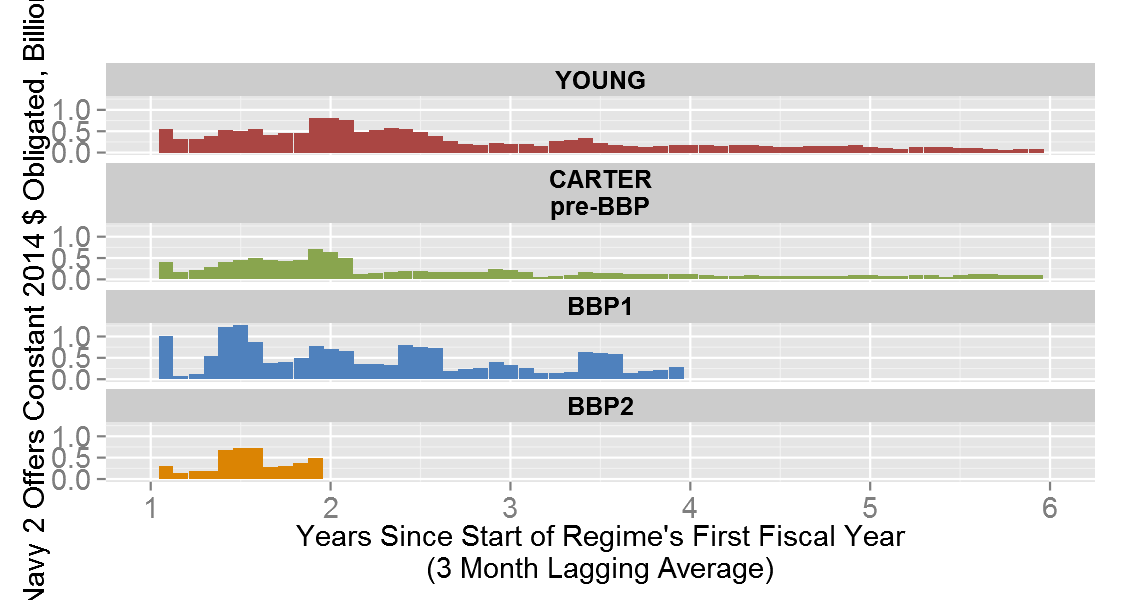 Navy 2 Offers Constant 2014 $ Obligated,
YOUNG
1.0
0.5
0.0
CARTER
pre-BBP
1.0
0.5
0.0
BBP1
1.0
0.5
0.0
BBP2
1.0
0.5
0.0
1 2 3 4 5 6
Years Since Start of Regime's First Fiscal Year
(3 Month Lagging Average)